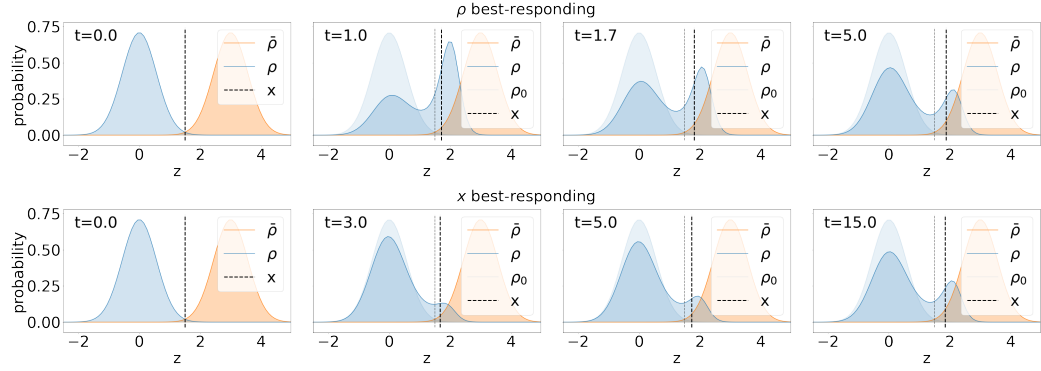 ρ best-responding
probability
0.75
0.50
0.25
0.00
t=0.0
ρ̄
ρ
x
−2 0 2 4
z
t=1.0
ρ̄
ρ
ρ₀
x
−2 0 2 4
z
t=1.7
ρ̄
ρ
ρ₀
x
−2 0 2 4
z
t=5.0
ρ̄
ρ
ρ₀
x
−2 0 2 4
z
x best-responding
probability
0.75
0.50
0.25
0.00
t=0.0
ρ̄
ρ
x
−2 0 2 4
z
t=3.0
ρ̄
ρ
ρ₀
x
−2 0 2 4
z
t=5.0
ρ̄
ρ
ρ₀
x
−2 0 2 4
z
t=15.0
ρ̄
ρ
ρ₀
x
−2 0 2 4
z